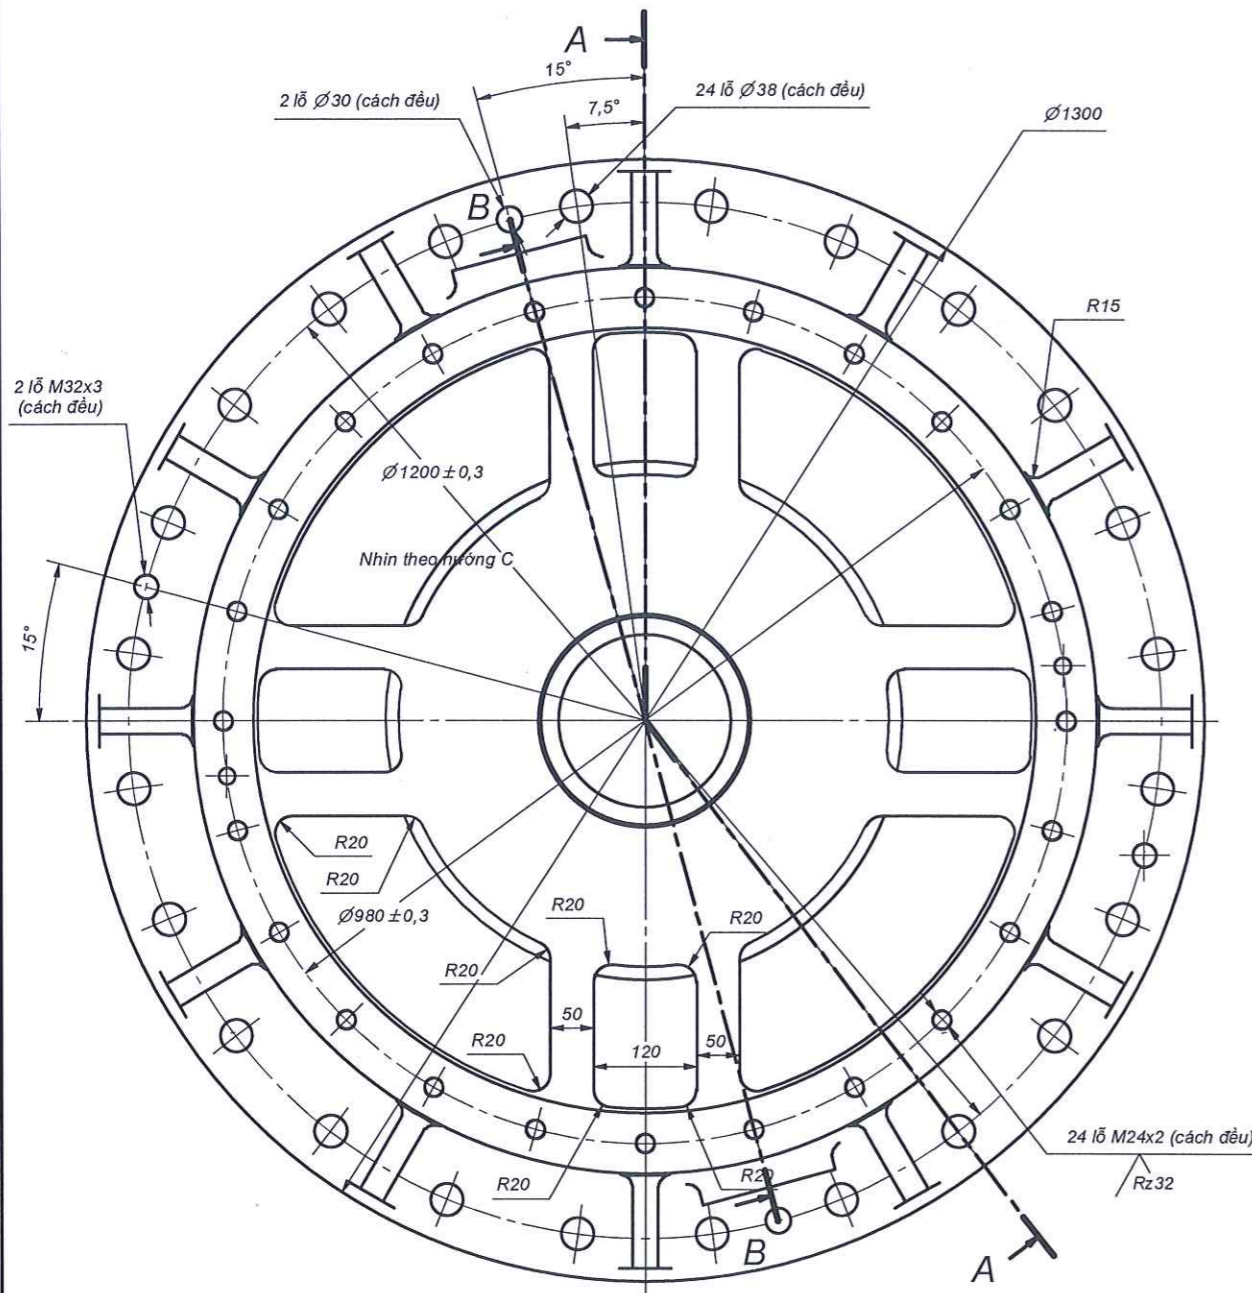 A
15°
2 lỗ Ø30 (cách đều)
24 lỗ Ø38 (cách đều)
7,5°
Ø1300
B
R15
2 lỗ M32x3
(cách đều)
Ø1200±0,3
Nhìn theo hướng C
15°
R20
R20
Ø980±0,3
R20
R20
R20
50
R20
120
50
24 lỗ M24x2 (cách đều)
R20
R20
Rz32
B
A